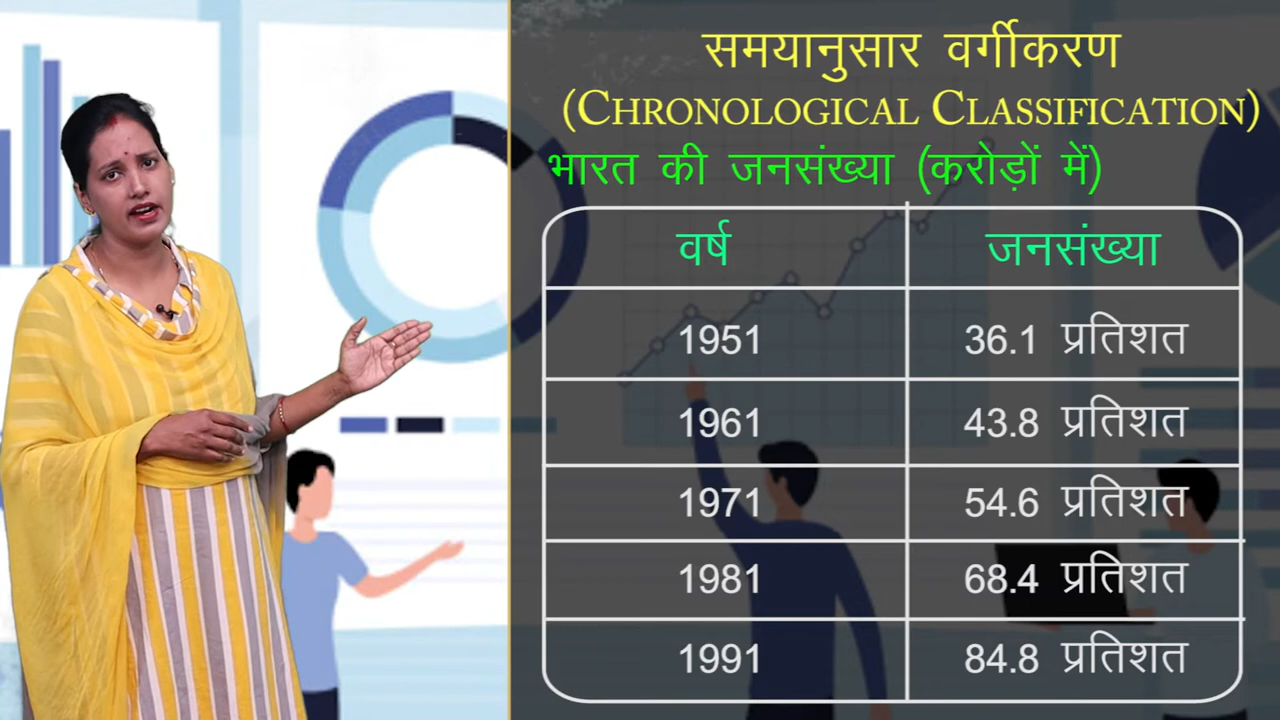 समयानुसार वर्गीकरण
(CHRONOLOGICAL CLASSIFICATION)
भारत की जनसंख्या (करोड़ों में)
वर्ष जनसंख्या
1951 36.1 प्रतिशत
1961 43.8 प्रतिशत
1971 54.6 प्रतिशत
1981 68.4 प्रतिशत
1991 84.8 प्रतिशत